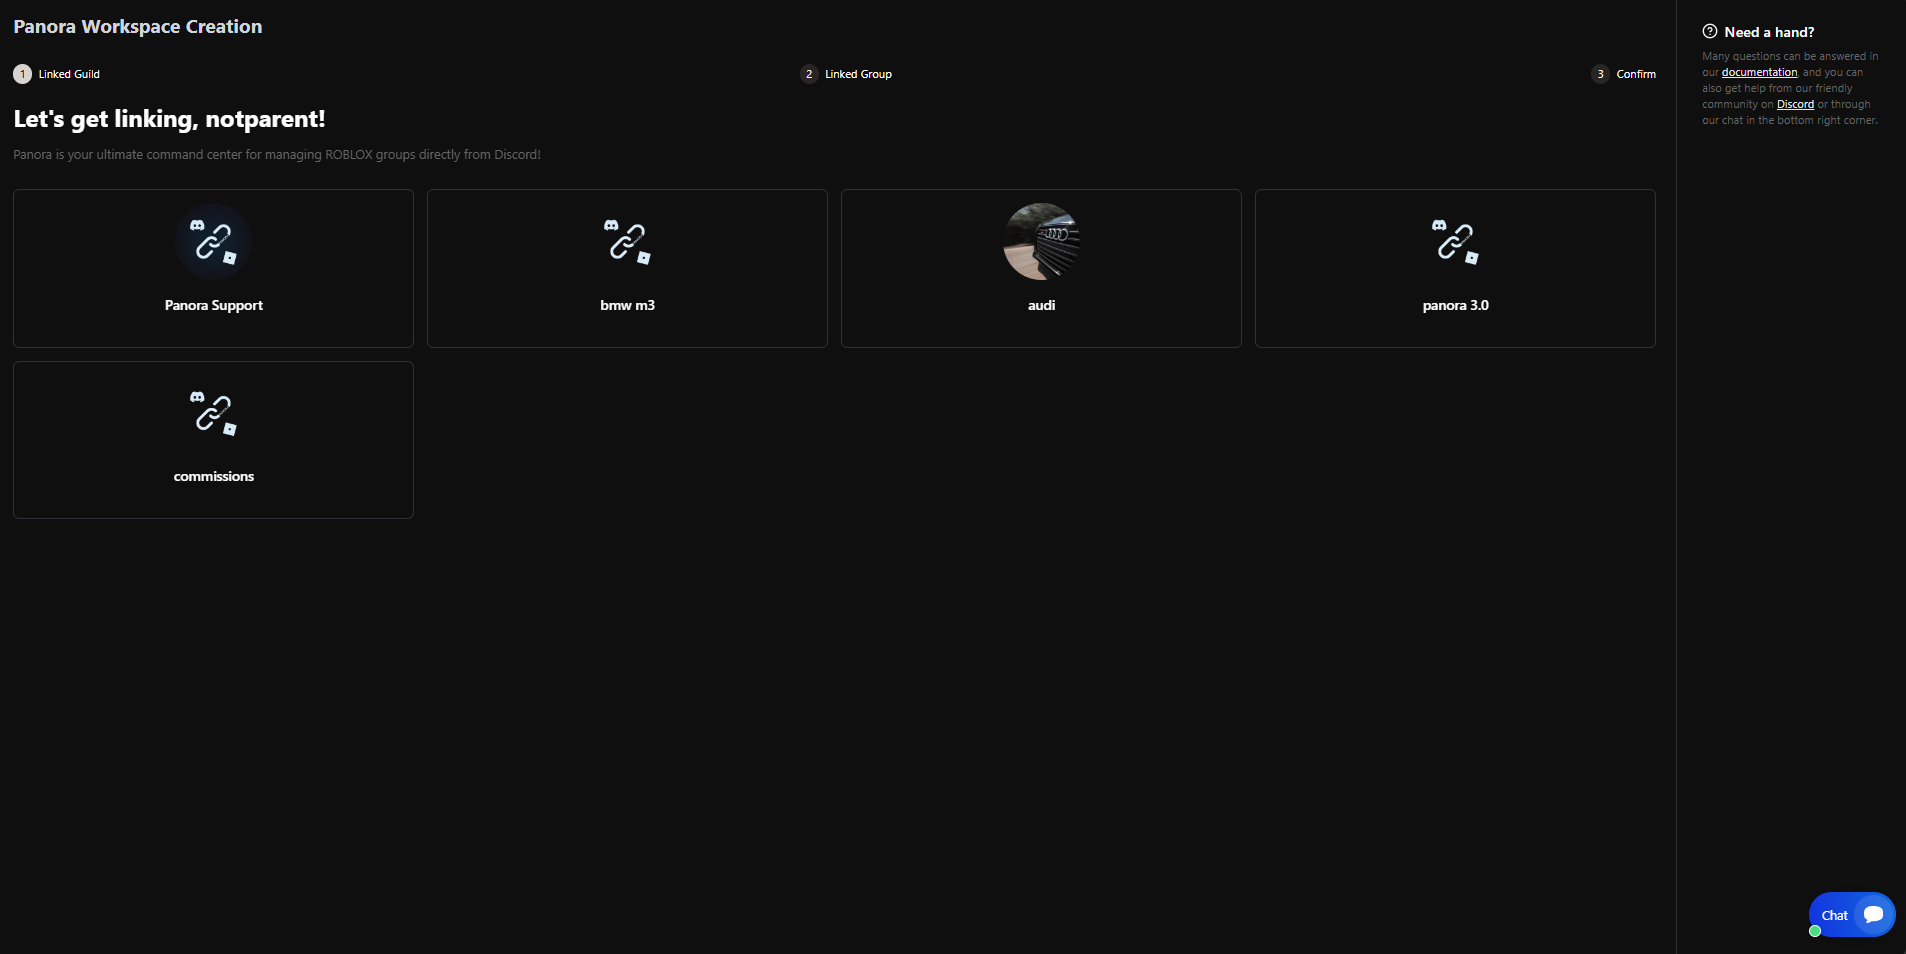 Panora Workspace Creation
1 Linked Guild
2 Linked Group
3 Confirm
Let's get linking, notparent!
Panora is your ultimate command center for managing ROBLOX groups directly from Discord!
Panora Support
bmw m3
audi
panora 3.0
commissions
Need a hand?
Many questions can be answered in
our documentation, and you can
also get help from our friendly
community on Discord or through
our chat in the bottom right corner.
Chat